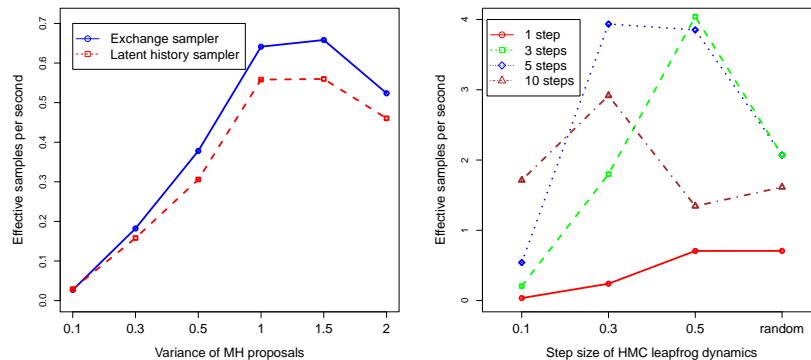 Exchange sampler
Latent history sampler
Effective samples per second
0.0
0.1
0.2
0.3
0.4
0.5
0.6
0.7
0.1 0.3 0.5 1 1.5 2
Variance of MH proposals
1 step
3 steps
5 steps
10 steps
Effective samples per second
0
1
2
3
4
0.1 0.3 0.5 random
Step size of HMC leapfrog dynamics